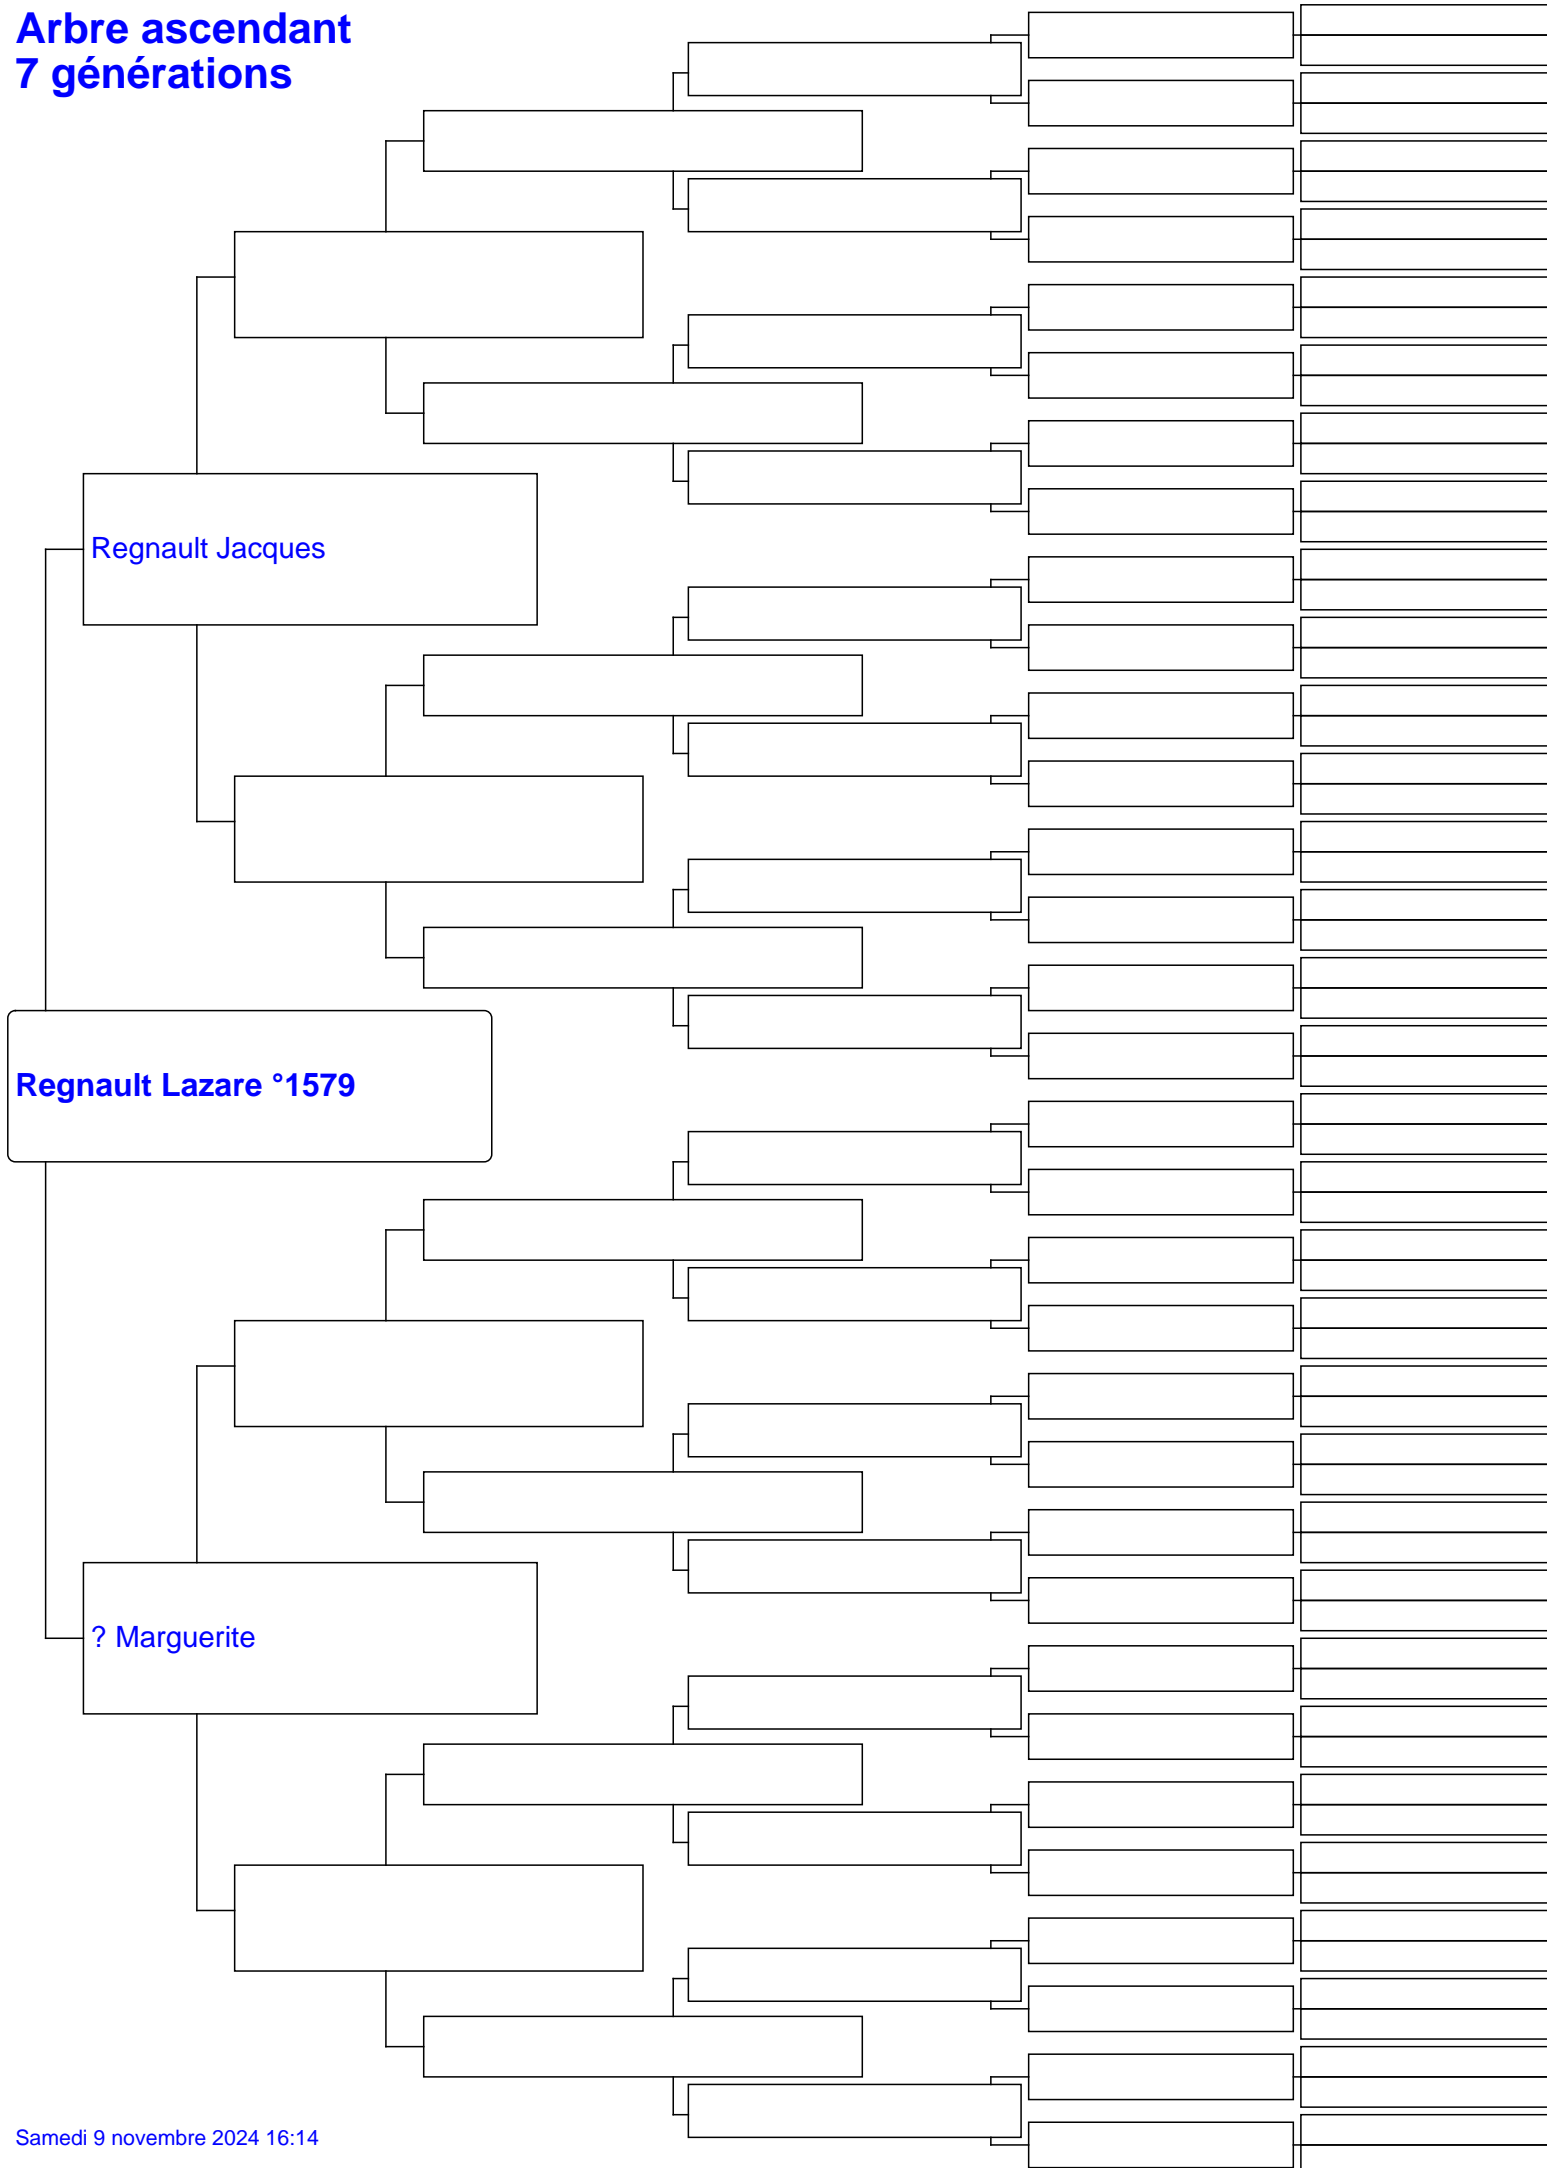 Arbre ascendant
7 générations
Regnault Jacques
Regnault Lazare °1579
? Marguerite
Samedi 9 novembre 2024 16:14